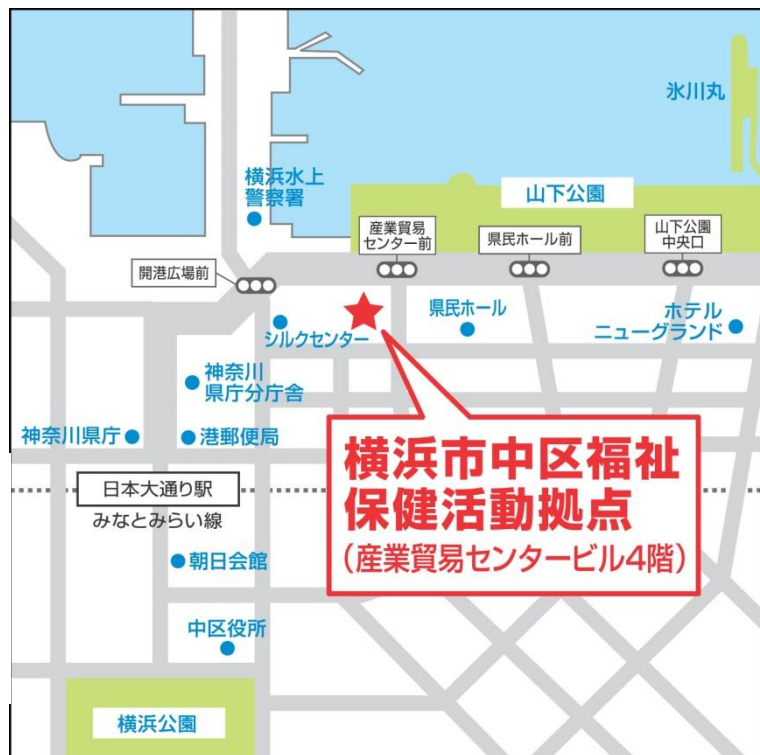 氷川丸
横浜水上
警察署
山下公園
産業貿易
センター前
県民ホール前
山下公園
中央口
開港広場前
シルクセンター
県民ホール
ホテル
ニューグランド
神奈川
県庁分庁舎
神奈川県庁
港郵便局
横浜市中区福祉
保健活動拠点
(産業貿易センタービル4階)
日本大通り駅
みなとみらい線
朝日会館
中区役所
横浜公園